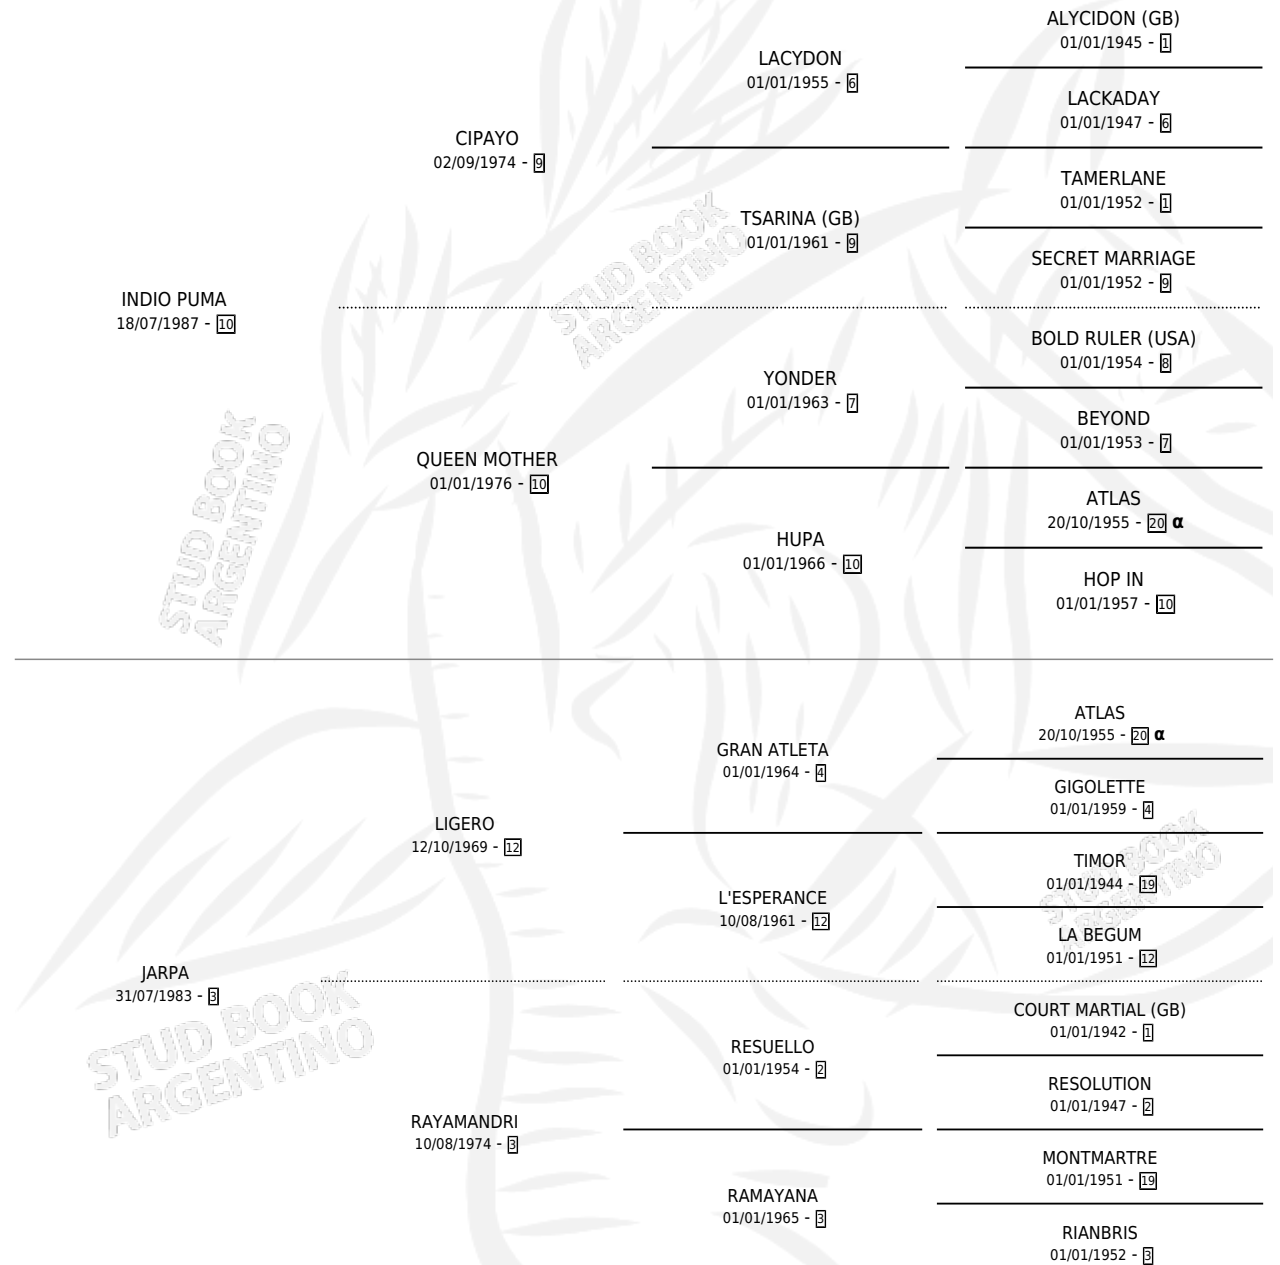 ALYCIDON (GB)
01/01/1945 - 1
LACYDON
01/01/1955 - 6
LACKADAY
01/01/1947 - 6
CIPAYO
02/09/1974 - 9
TAMERLANE
01/01/1952 - 1
TSARINA (GB)
01/01/1961 - 9
SECRET MARRIAGE
01/01/1952 - 9
INDIO PUMA
18/07/1987 - 10
STUD BOOK
ARGENTINO
BOLD RULER (USA)
01/01/1954 - 8
YONDER
01/01/1963 - 7
BEYOND
01/01/1953 - 7
QUEEN MOTHER
01/01/1976 - 10
ATLAS
20/10/1955 - 20 α
HUPA
01/01/1966 - 10
HOP IN
01/01/1957 - 10
STUD BOOK
ARGENTINO
ATLAS
20/10/1955 - 20 α
GRAN ATLETA
01/01/1964 - 4
GIGOLETTE
01/01/1959 - 4
LIGERO
12/10/1969 - 12
TIMOR
01/01/1944 - 19
L'ESPERANCE
10/08/1961 - 12
LA BEGUM
01/01/1951 - 12
STUD BOOK
ARGENTINO
JARPA
31/07/1983 - 3
COURT MARTIAL (GB)
01/01/1942 - 1
RESUELLO
01/01/1954 - 2
RESOLUTION
01/01/1947 - 2
STUD BOOK
ARGENTINO
RAYAMANDRI
10/08/1974 - 3
MONTMARTRE
01/01/1951 - 19
RAMAYANA
01/01/1965 - 3
RIANBRIS
01/01/1952 - 3